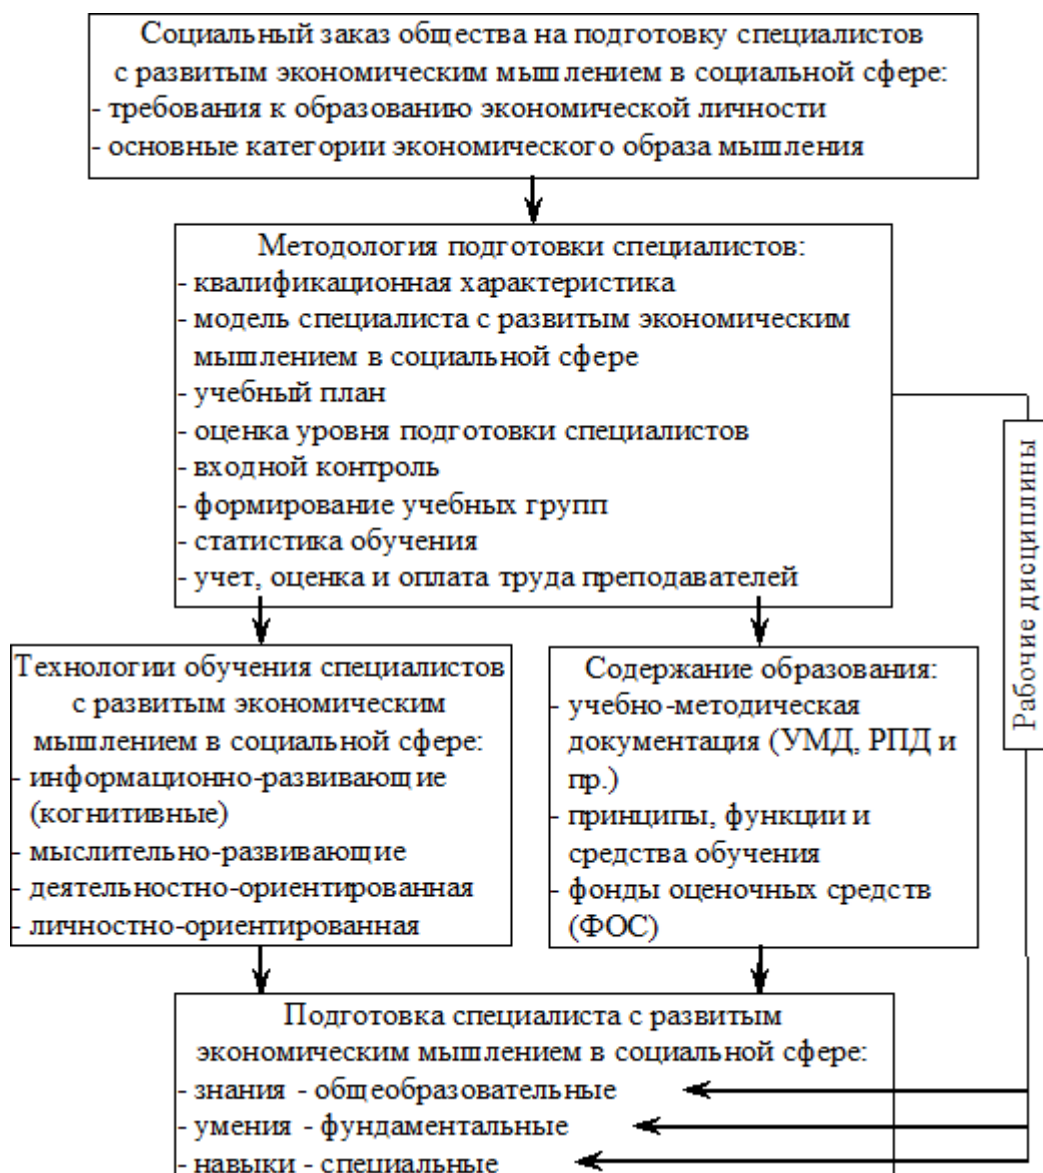 Социальный заказ общества на подготовку специалистов
с развитым экономическим мышлением в социальной сфере:
- требования к образованию экономической личности
- основные категории экономического образа мышления
Методология подготовки специалистов:
- квалификационная характеристика
- модель специалиста с развитым экономическим
мышлением в социальной сфере
- учебный план
- оценка уровня подготовки специалистов
- входной контроль
- формирование учебных групп
- статистика обучения
- учет, оценка и оплата труда преподавателей
Рабочие дисциплины
Технологии обучения специалистов
с развитым экономическим
мышлением в социальной сфере:
- информационно-развивающие
(когнитивные)
- мыслительно-развивающие
- деятельностно-ориентированная
- личностно-ориентированная
Содержание образования:
- учебно-методическая
документация (УМД, РПД и
пр.)
- принципы, функции и
средства обучения
- фонды оценочных средств
(ФОС)
Подготовка специалиста с развитым
экономическим мышлением в социальной сфере:
- знания - общеобразовательные
- умения - фундаментальные
- навыки - специальные